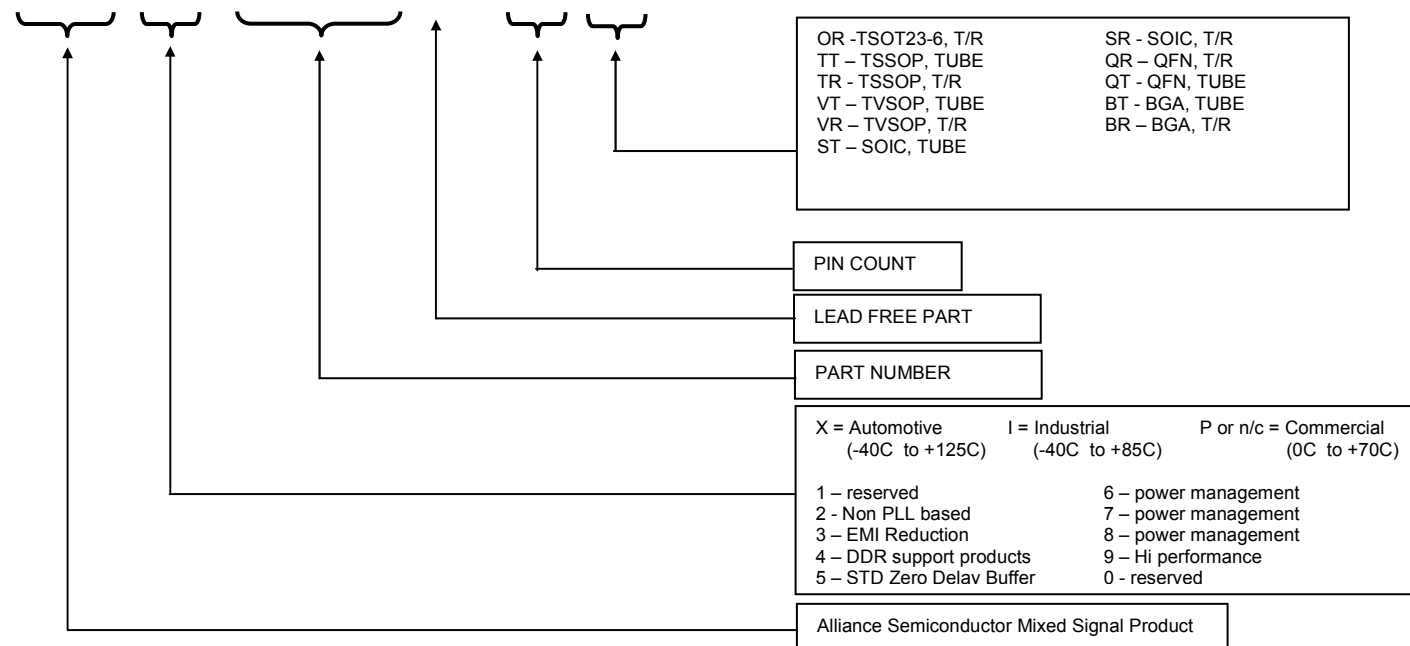 OR -TSOT23-6, T/R SR - SOIC, T/R
TT – TSSOP, TUBE QR – QFN, T/R
TR - TSSOP, T/R QT - QFN, TUBE
VT – TVSOP, TUBE BT - BGA, TUBE
VR – TVSOP, T/R BR – BGA, T/R
ST – SOIC, TUBE
PIN COUNT
LEAD FREE PART
PART NUMBER
X = Automotive I = Industrial P or n/c = Commercial
(-40C to +125C) (-40C to +85C) (0C to +70C)
1 – reserved 6 – power management
2 - Non PLL based 7 – power management
3 – EMI Reduction 8 – power management
4 – DDR support products 9 – Hi performance
5 – STD Zero Delay Buffer 0 - reserved
Alliance Semiconductor Mixed Signal Product